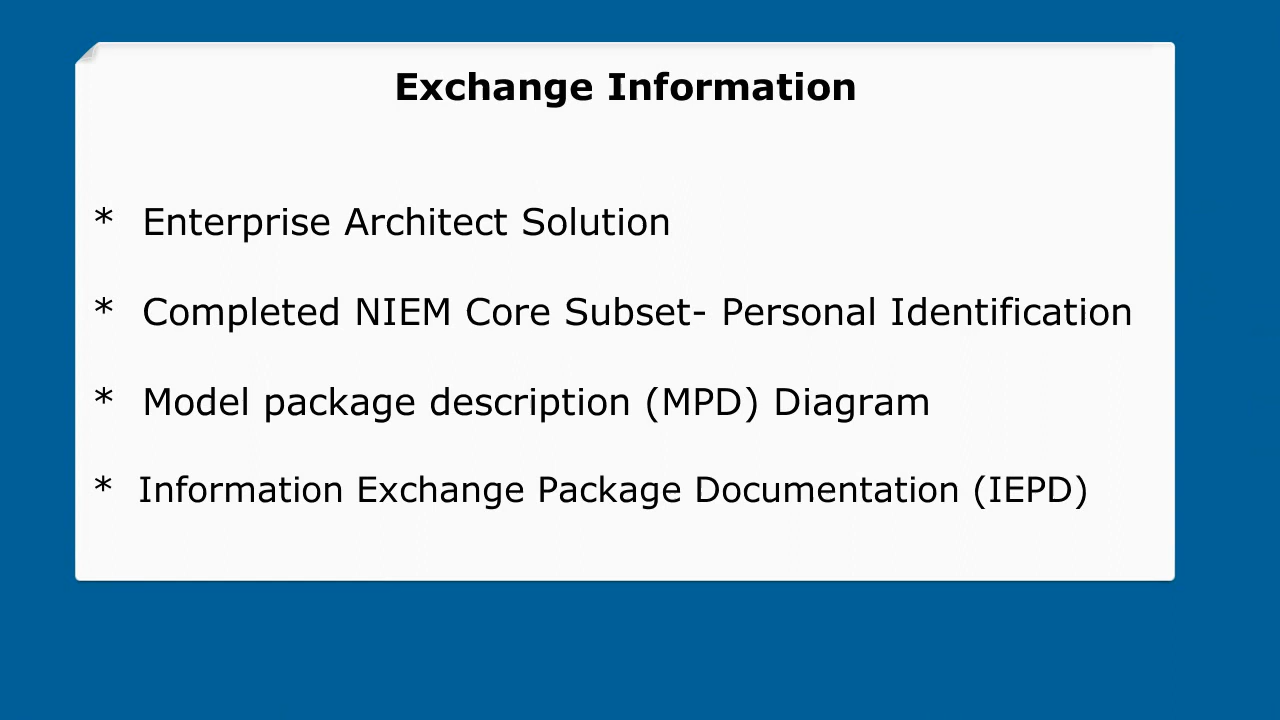 Exchange Information
* Enterprise Architect Solution
* Completed NIEM Core Subset- Personal Identification
* Model package description (MPD) Diagram
* Information Exchange Package Documentation (IEPD)